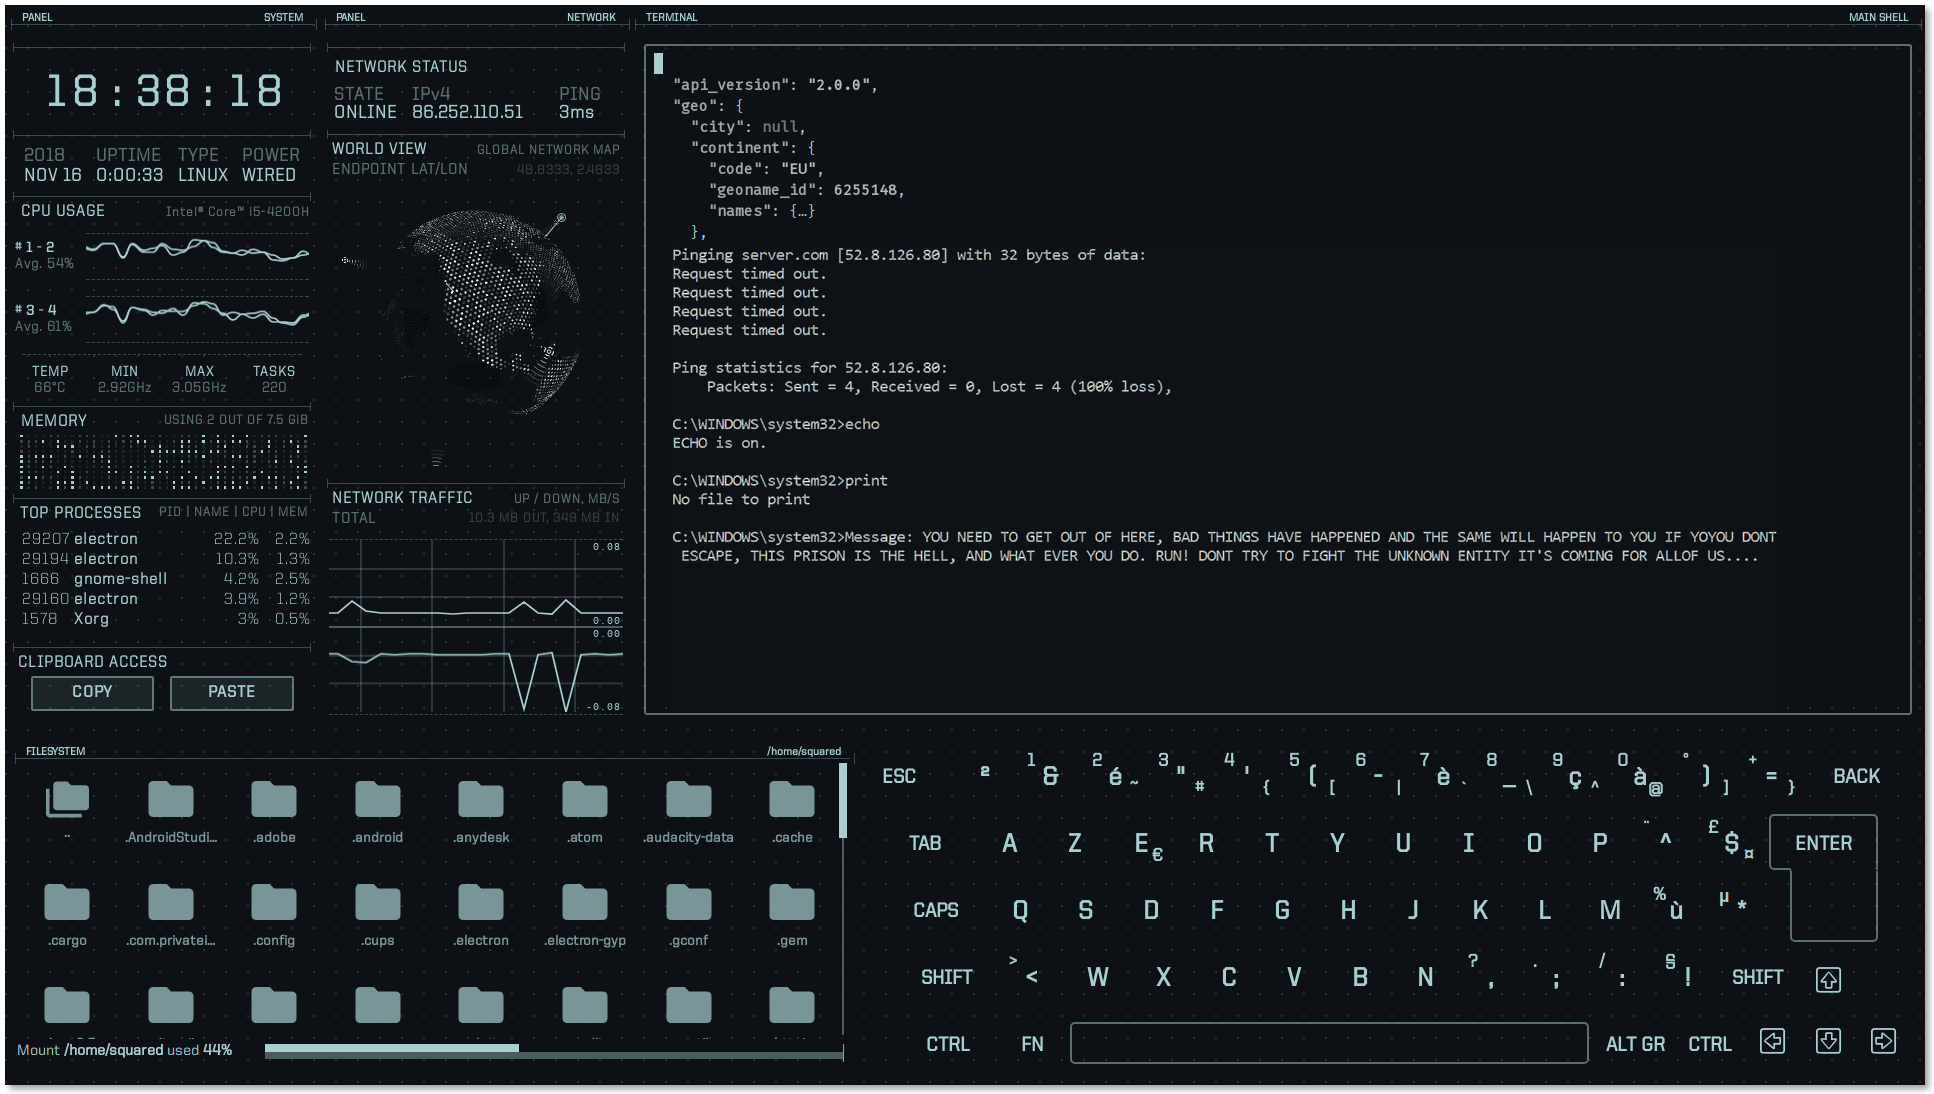 PANEL SYSTEM
18:38:18
2018 UPTIME TYPE POWER
NOV 16 0:00:33 LINUX WIRED
CPU USAGE Intel® Core™ i5-4200H
#1-2
Avg. 54%
#3-4
Avg. 61%
TEMP MIN MAX TASKS
66°C 2.92GHz 3.05GHz 220
MEMORY USING 2 OUT OF 7.5 GIB
TOP PROCESSES PID | NAME | CPU | MEM
29207 electron 22.2% 2.2%
29194 electron 10.3% 1.3%
1666 gnome-shell 4.2% 2.5%
29160 electron 3.9% 1.2%
1578 Xorg 3% 0.5%
CLIPBOARD ACCESS
COPY PASTE
PANEL NETWORK
NETWORK STATUS
STATE IPv4 PING
ONLINE 86.252.110.51 3ms
WORLD VIEW GLOBAL NETWORK MAP
ENDPOINT LAT/LON 48.8333, 2.4833
NETWORK TRAFFIC UP / DOWN, MB/S
TOTAL 10.3 MB OUT, 349 MB IN
0.08
0.00
0.00
-0.08
TERMINAL MAIN SHELL
"api_version": "2.0.0",
"geo": {
"city": null,
"continent": {
"code": "EU",
"geoname_id": 6255148,
"names": {…}
},
Pinging server.com [52.8.126.80] with 32 bytes of data:
Request timed out.
Request timed out.
Request timed out.
Request timed out.
Ping statistics for 52.8.126.80:
Packets: Sent = 4, Received = 0, Lost = 4 (100% loss),
C:\WINDOWS\system32>echo
ECHO is on.
C:\WINDOWS\system32>print
No file to print
C:\WINDOWS\system32>Message: YOU NEED TO GET OUT OF HERE, BAD THINGS HAVE HAPPENED AND THE SAME WILL HAPPEN TO YOU IF YOYOU DONT
ESCAPE, THIS PRISON IS THE HELL, AND WHAT EVER YOU DO. RUN! DONT TRY TO FIGHT THE UNKNOWN ENTITY IT'S COMING FOR ALLOF US....
FILESYSTEM /home/squared
.. .AndroidStudi... .adobe .android .anydesk .atom .audacity-data .cache
.cargo .com.privatei... .config .cups .electron .electron-gyp .gconf .gem
Mount /home/squared used 44%
ESC ² 1 & 2 é ~ 3 " # 4 ' { 5 ( [ 6 - | 7 è ` 8 _ \ 9 ç ^ 0 à @ ° ) ] + = } BACK
TAB A Z E € R T Y U I O P ¨ ^ £ $ ¤ ENTER
CAPS Q S D F G H J K L M % ù µ *
SHIFT > < W X C V B N ? , . ; / : § ! SHIFT
CTRL FN ALT GR CTRL